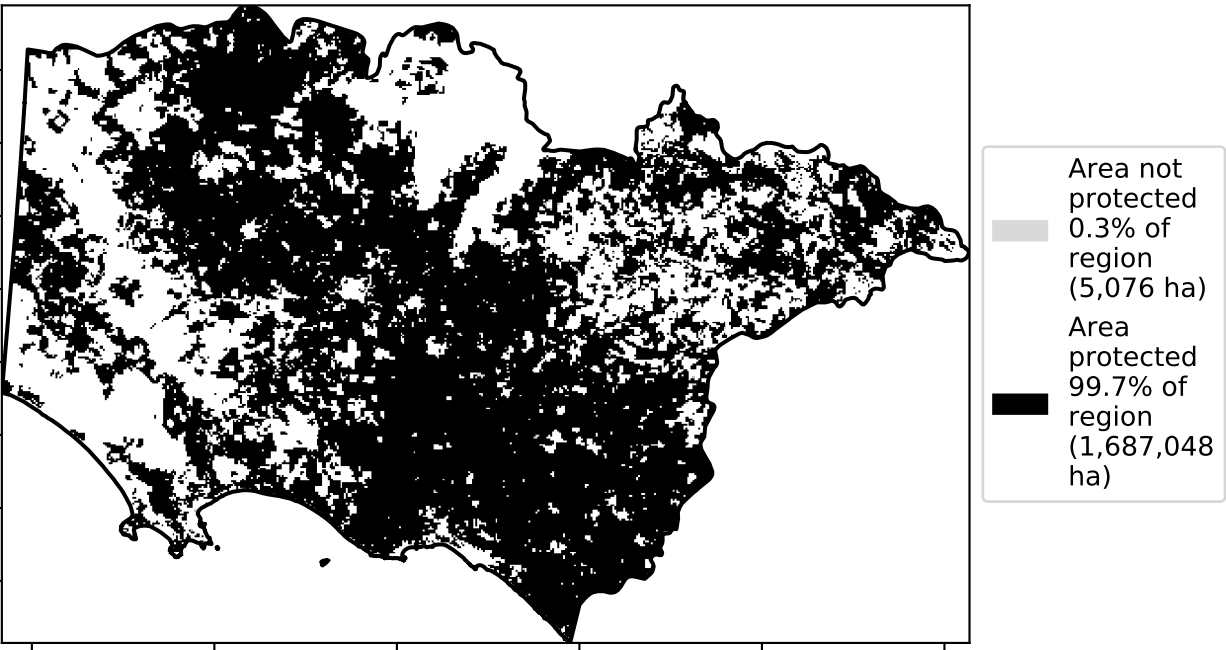 Area not
protected
0.3% of
region
(5,076 ha)
Area
protected
99.7% of
region
(1,687,048
ha)